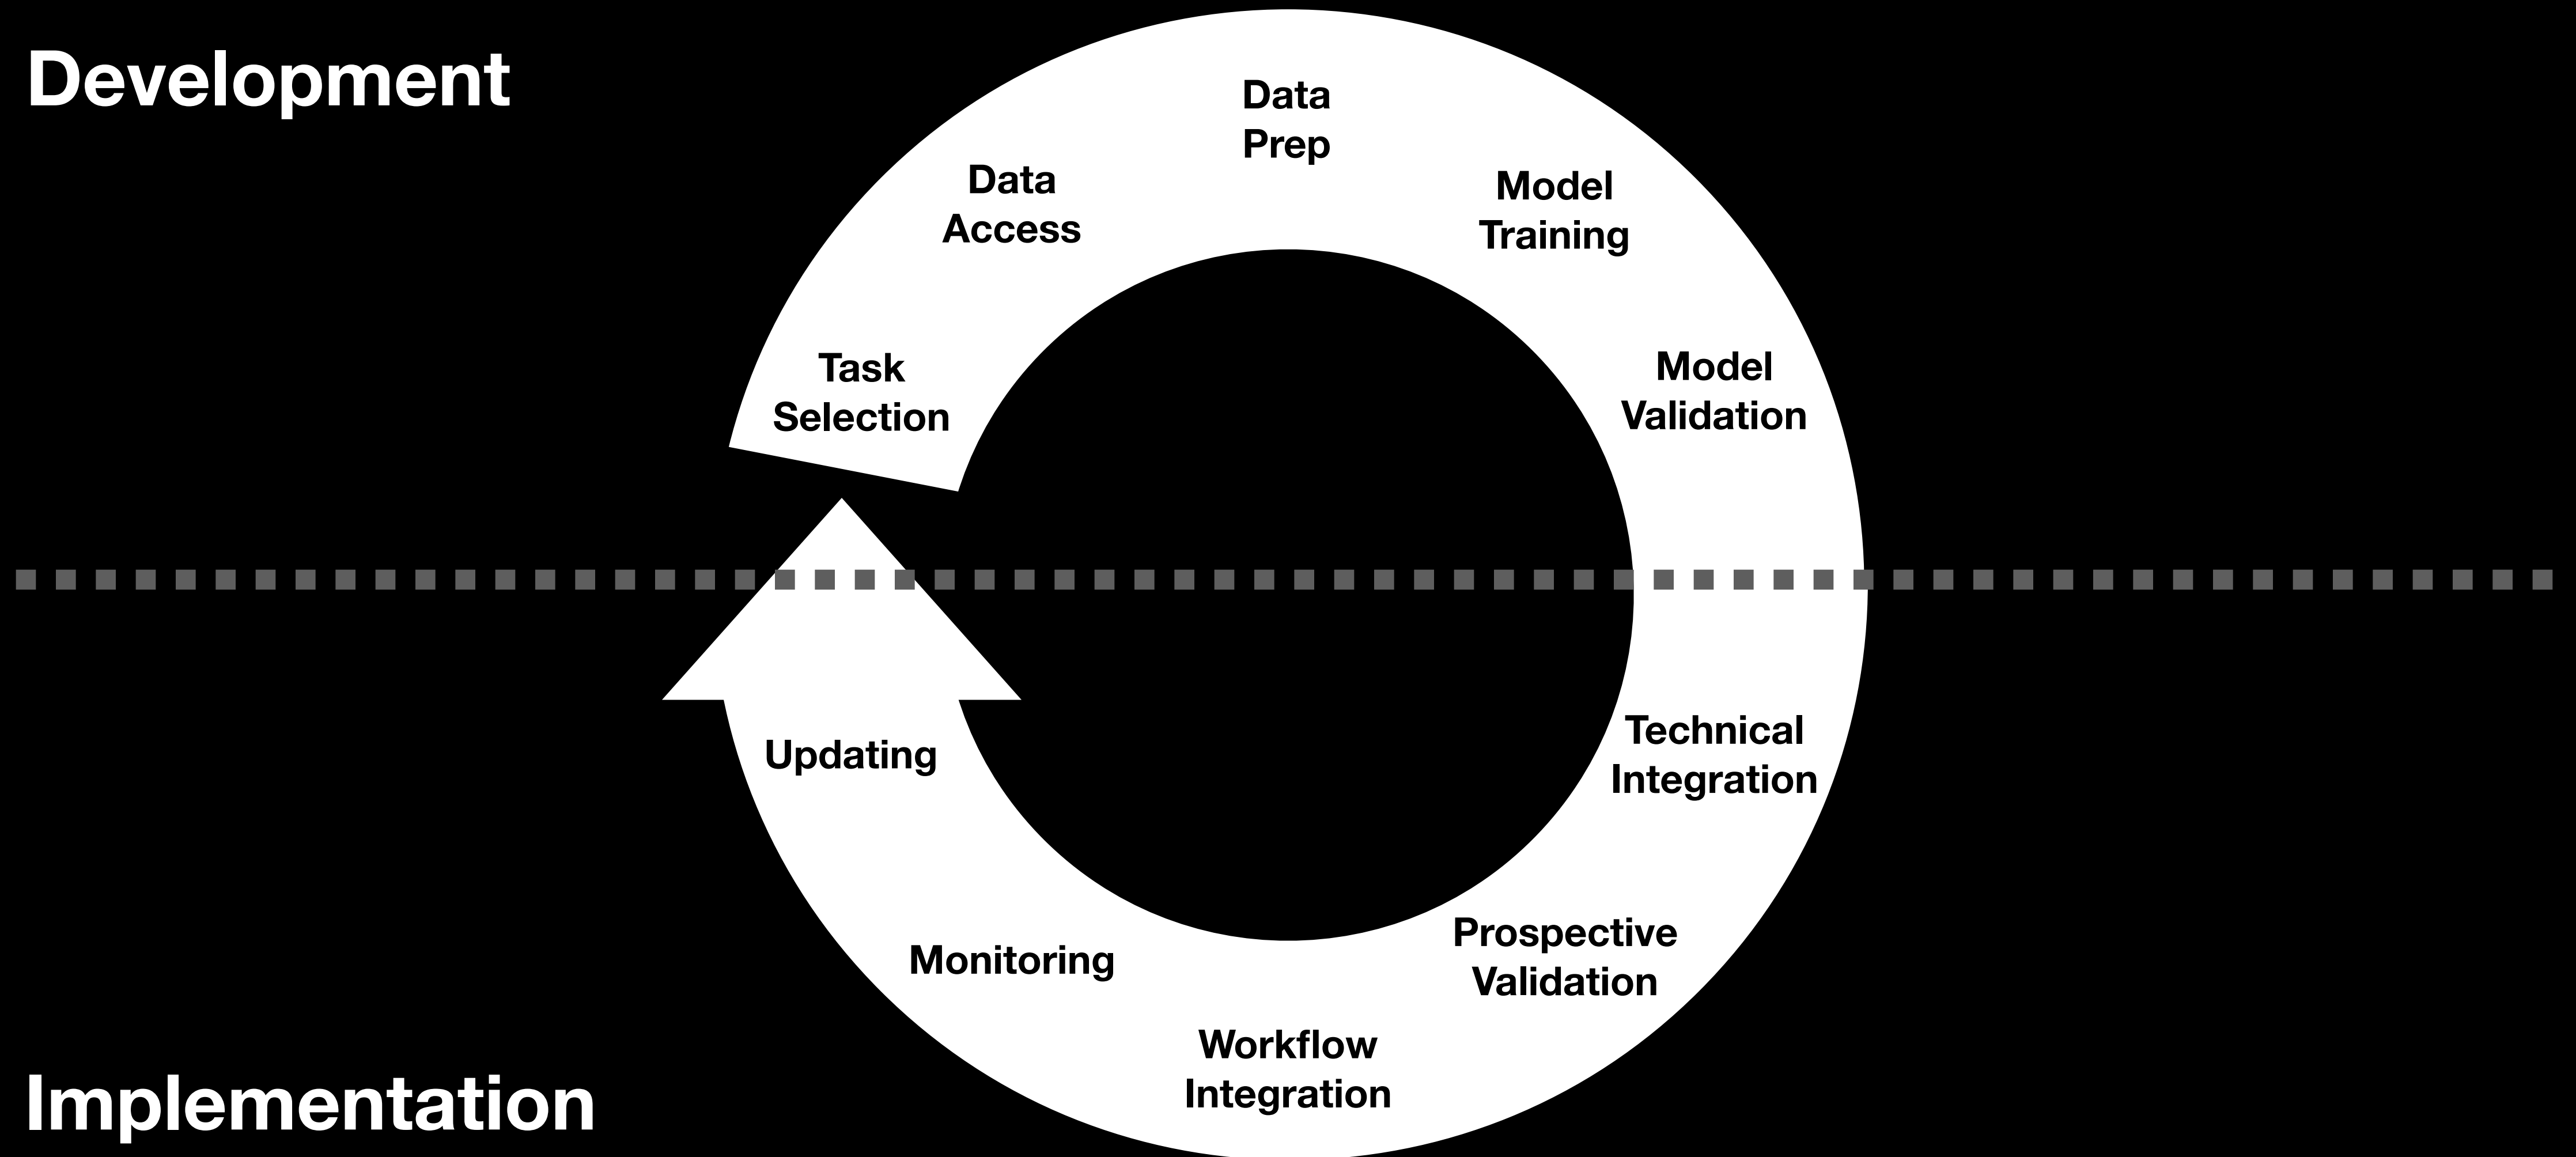 Development
Data
Prep
Data
Access
Model
Training
Task
Selection
Model
Validation
Technical
Integration
Updating
Prospective
Validation
Monitoring
Workflow
Integration
Implementation